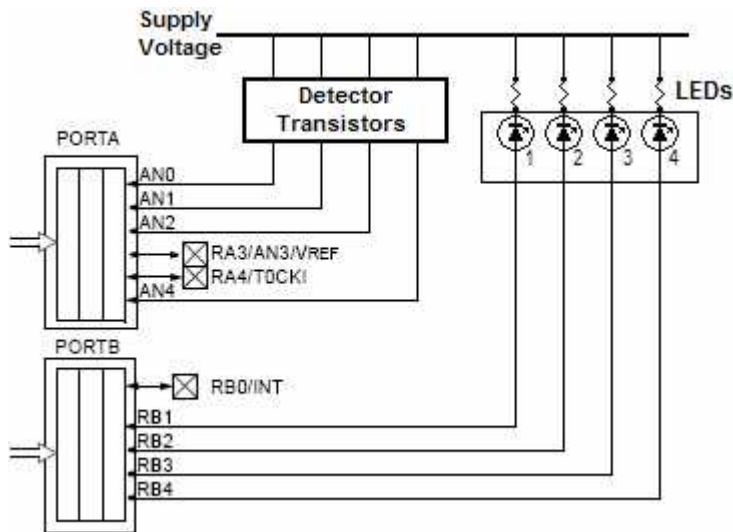 Supply
Voltage
Detector
Transistors
LEDs
1
2
3
4
PORTA
AN0
AN1
AN2
RA3/AN3/VREF
RA4/T0CKI
AN4
PORTB
RB0/INT
RB1
RB2
RB3
RB4